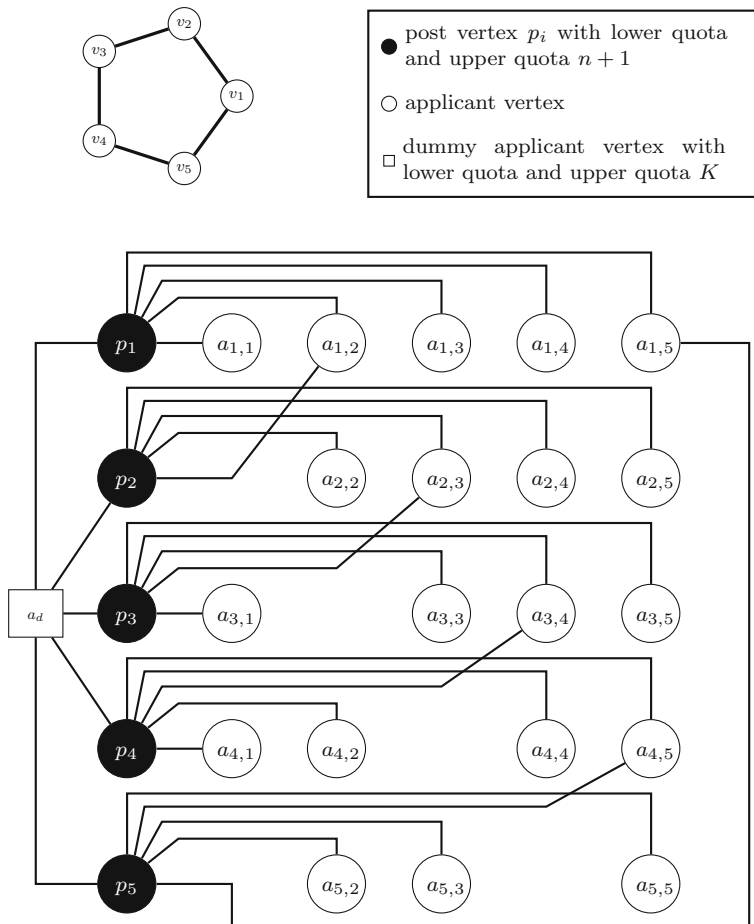 v₂
v₃
v₁
v₄
v₅
post vertex pᵢ with lower quota
and upper quota n + 1
applicant vertex
dummy applicant vertex with
lower quota and upper quota K
p₁ a₁,₁ a₁,₂ a₁,₃ a₁,₄ a₁,₅
p₂ a₂,₂ a₂,₃ a₂,₄ a₂,₅
a_d p₃ a₃,₁ a₃,₃ a₃,₄ a₃,₅
p₄ a₄,₁ a₄,₂ a₄,₄ a₄,₅
p₅ a₅,₂ a₅,₃ a₅,₅